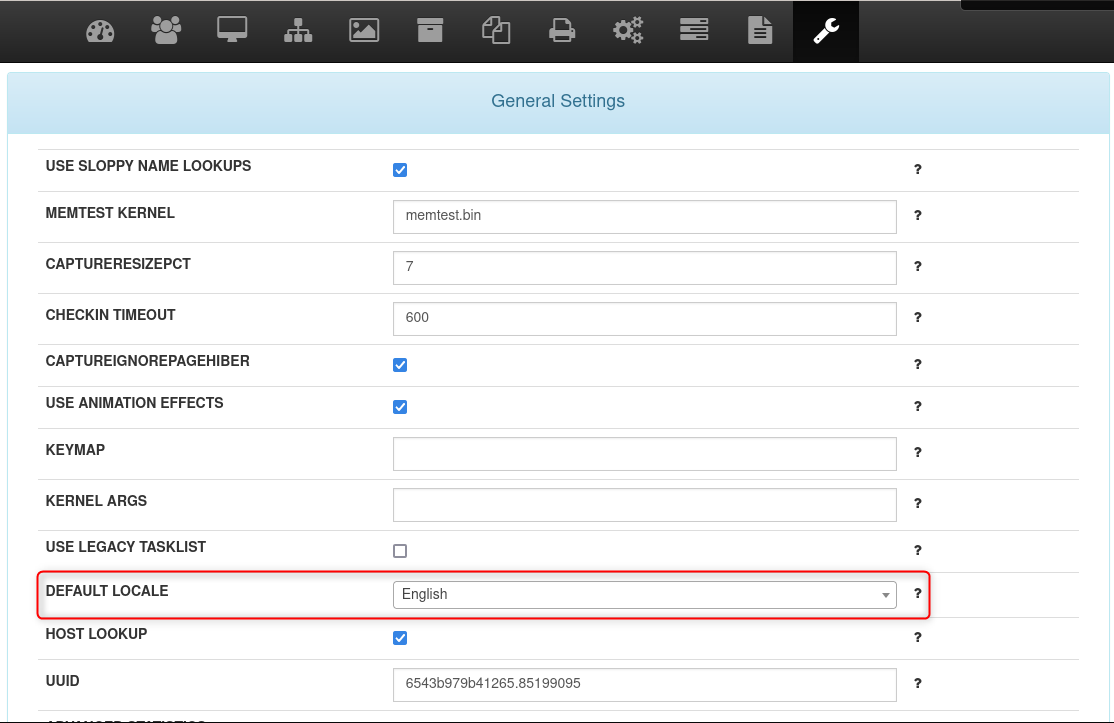 General Settings
USE SLOPPY NAME LOOKUPS ?
MEMTEST KERNEL memtest.bin ?
CAPTURERESIZEPCT 7 ?
CHECKIN TIMEOUT 600 ?
CAPTUREIGNOREPAGEHIBER ?
USE ANIMATION EFFECTS ?
KEYMAP ?
KERNEL ARGS ?
USE LEGACY TASKLIST ?
DEFAULT LOCALE English ?
HOST LOOKUP ?
UUID 6543b979b41265.85199095 ?